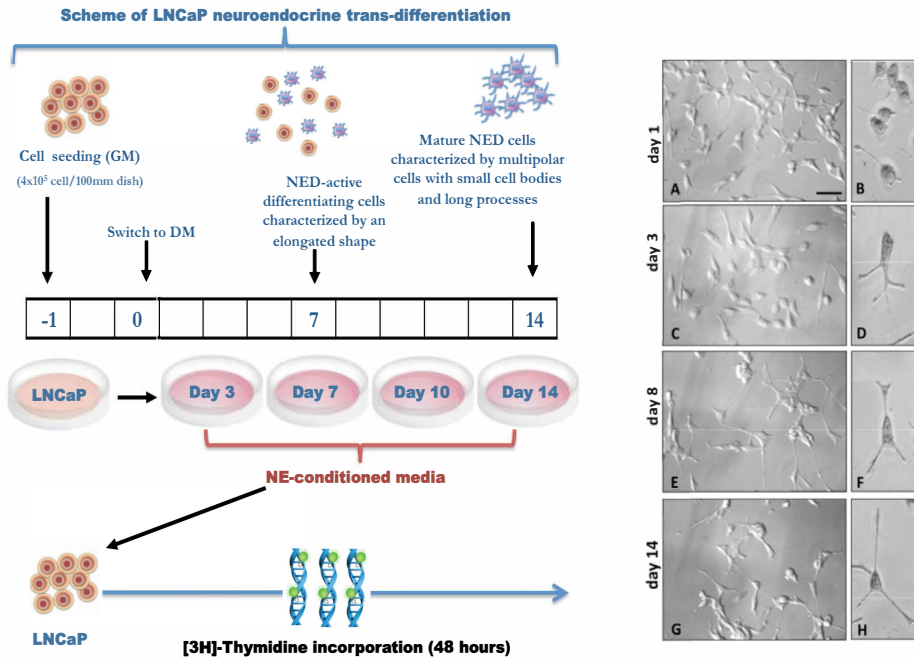 Scheme of LNCaP neuroendocrine trans-differentiation
Cell seeding (GM)
(4x10⁵ cell/100mm dish)
Switch to DM
NED-active
differentiating cells
characterized by an
elongated shape
Mature NED cells
characterized by multipolar
cells with small cell bodies
and long processes
-1 0 7 14
LNCaP
Day 3
Day 7
Day 10
Day 14
NE-conditioned media
LNCaP
[3H]-Thymidine incorporation (48 hours)
day 1
A
B
day 3
C
D
day 8
E
F
day 14
G
H